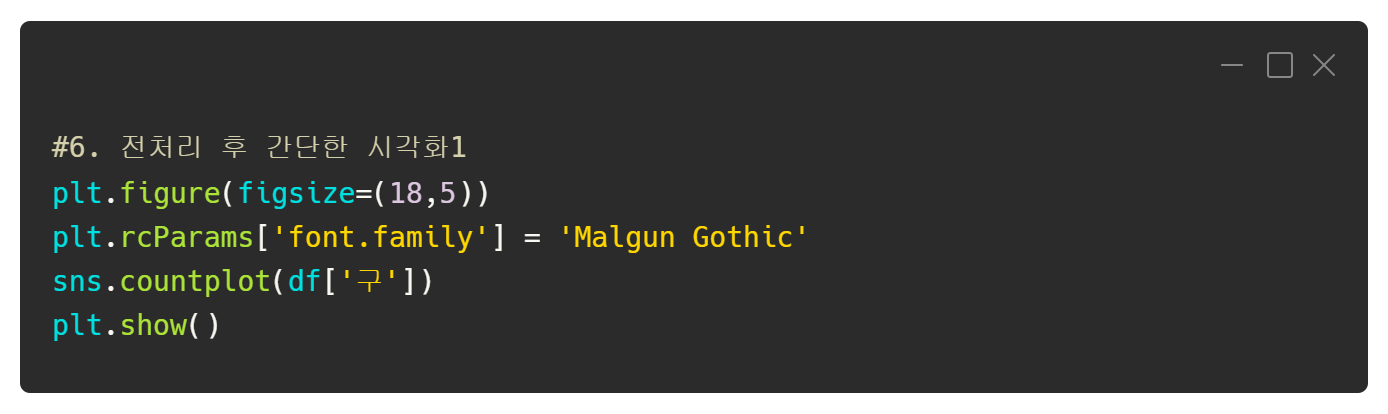 #6. 전처리 후 간단한 시각화1
plt.figure(figsize=(18,5))
plt.rcParams['font.family'] = 'Malgun Gothic'
sns.countplot(df['구'])
plt.show()